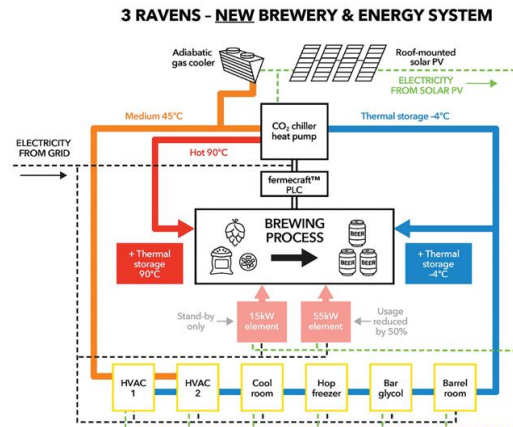 3 RAVENS – NEW BREWERY & ENERGY SYSTEM
Adiabatic
gas cooler
Roof-mounted
solar PV
ELECTRICITY
FROM SOLAR PV
Medium 45°C
CO₂ chiller
heat pump
Thermal storage -4°C
ELECTRICITY
FROM GRID
Hot 90°C
fermecraft™
PLC
BREWING
PROCESS
BEER
BEER
BEER
+ Thermal
storage
90°C
+ Thermal
storage
-4°C
Stand-by
only
15kW
element
55kW
element
Usage
reduced
by 50%
HVAC
1
HVAC
2
Cool
room
Hop
freezer
Bar
glycol
Barrel
room